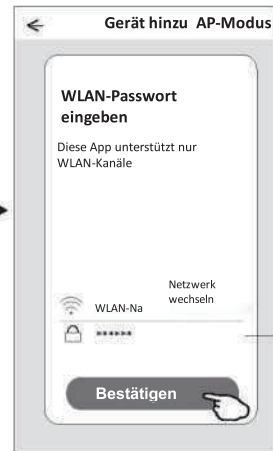 Gerät hinzu AP-Modus
WLAN-Passwort
eingeben
Diese App unterstützt nur
WLAN-Kanäle
Netzwerk
wechseln
WLAN-Na
******
Bestätigen